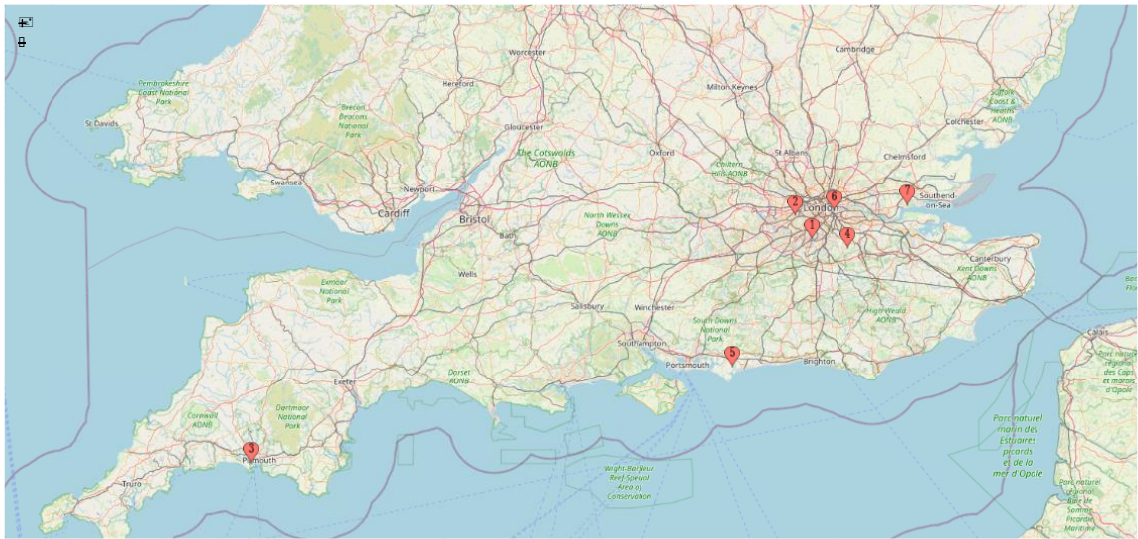 Worcester
Cambridge
Hereford
Milton Keynes
Pembrokeshire
Coast National
Park
Brecon
Beacons
National
Park
Suffolk
Coast &
Heaths
AONB
St Davids
Gloucester
Colchester
The Cotswolds
AONB
Oxford
St Albans
Chelmsford
Chiltern
Hills AONB
Swansea
Newport
Cardiff
Bristol
Bath
North Wessex
Downs
AONB
2
6
London
7
Southend
-on-Sea
1
4
Wells
Canterbury
Kent Downs
AONB
Exmoor
National
Park
Salisbury
Winchester
High Weald
AONB
South Downs
National
Park
Southampton
Portsmouth
5
Brighton
Calais
Dorset
AONB
Exeter
Parc naturel
régional
des Caps
et marais
d'Opale
Cornwall
AONB
Dartmoor
National
Park
Parc naturel
marin des
Estuaires
picards
et de la
mer d'Opale
3
Plymouth
Truro
Wight-Barfleur
Reef-Special
Area of
Conservation
Parc naturel
régional
Baie de
Somme
Picardie
Maritime